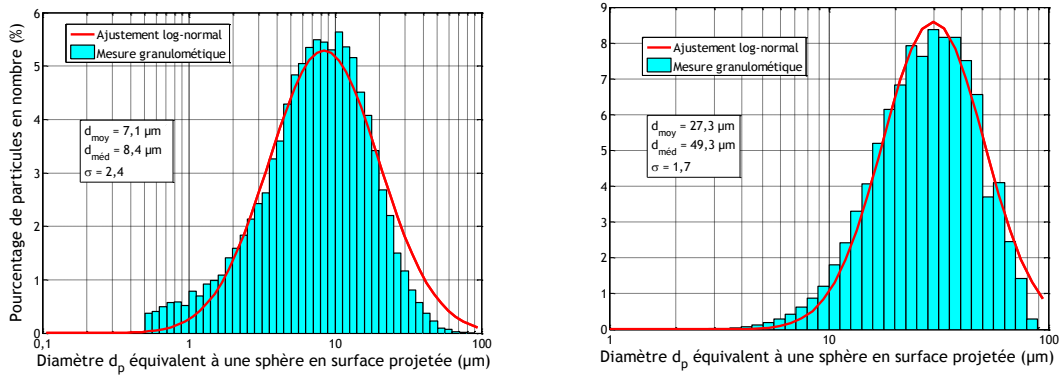 Pourcentage de particules en nombre (%)
6
5
4
3
2
1
0
Ajustement log-normal
Mesure granulométique
d_moy = 7,1 µm
d_méd = 8,4 µm
σ = 2,4
0,1 1 10 100
Diamètre d_p équivalent à une sphère en surface projetée (µm)
9
8
7
6
5
4
3
2
1
0
Ajustement log-normal
Mesure granulométique
d_moy = 27,3 µm
d_méd = 49,3 µm
σ = 1,7
1 10 100
Diamètre d_p équivalent à une sphère en surface projetée (µm)